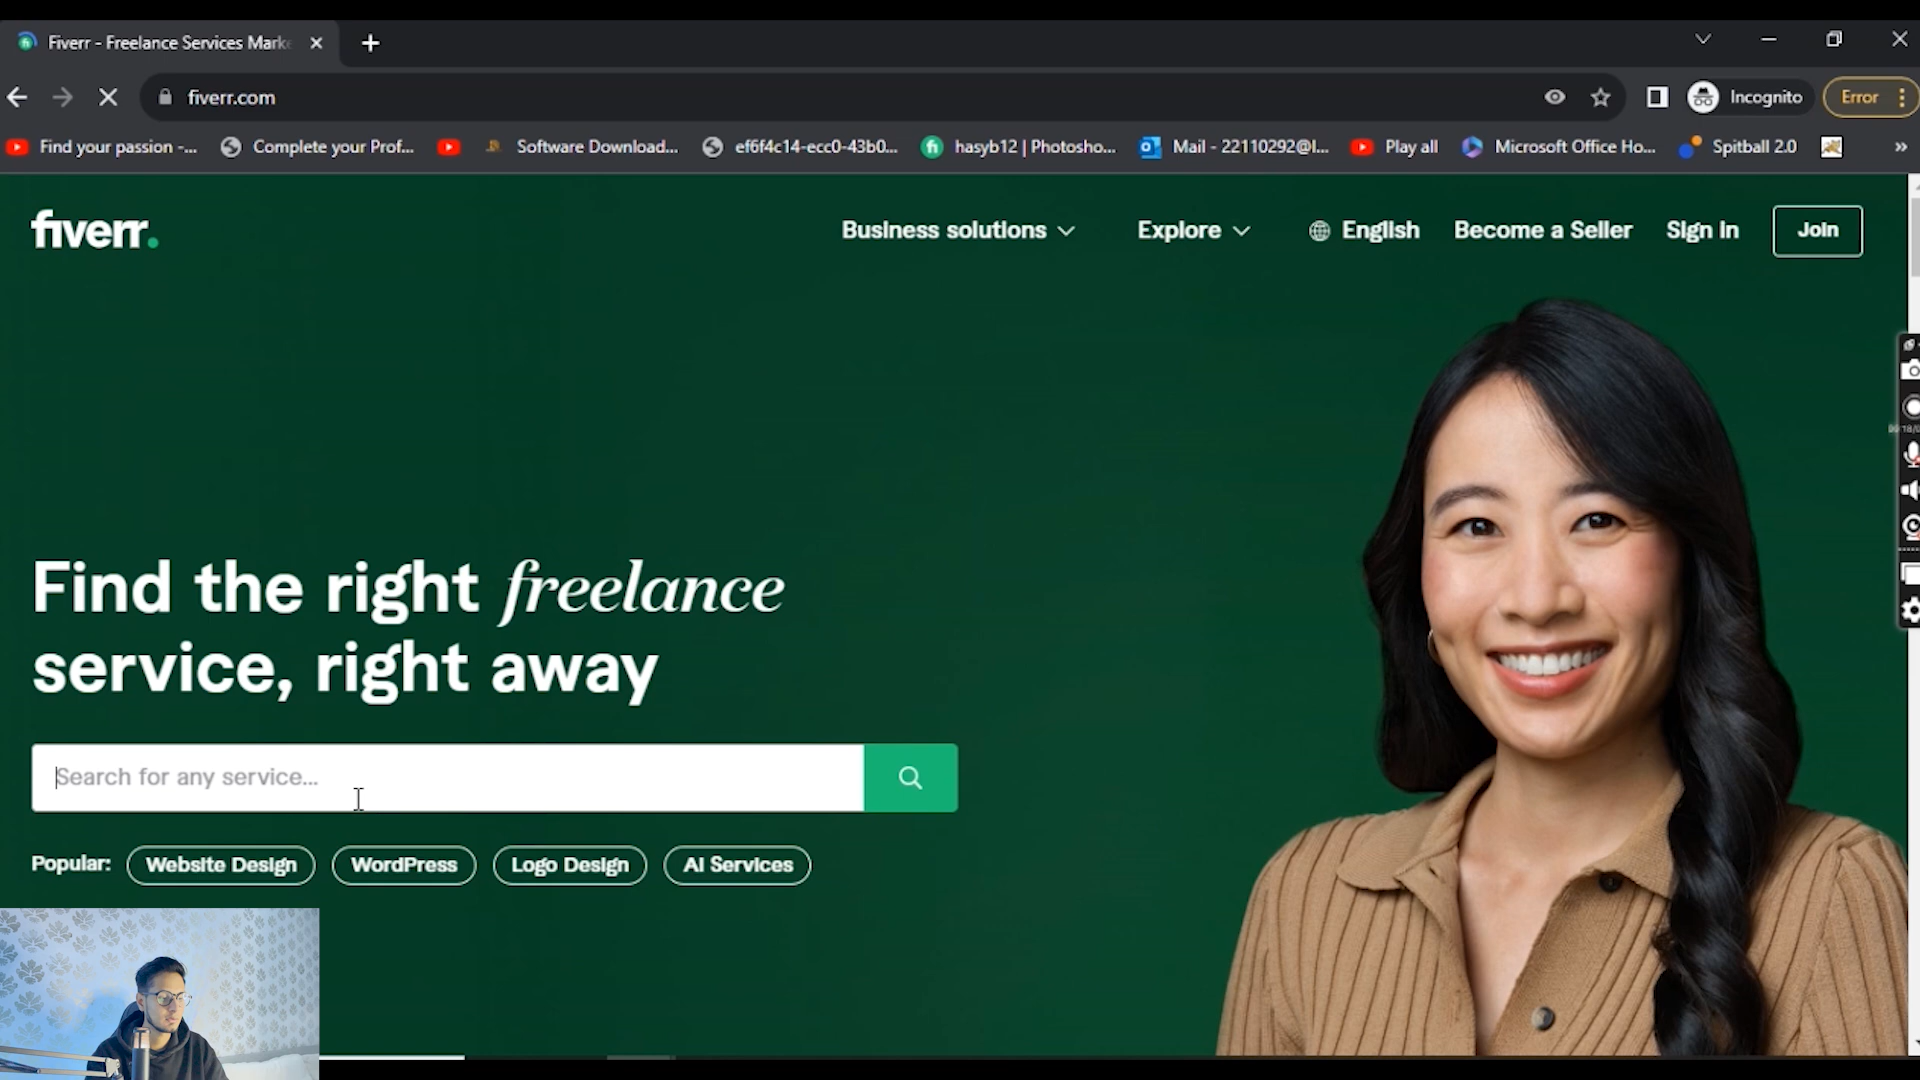 Fiverr - Freelance Services Mark
fiverr.com
Incognito
Error
Find your passion -...
Complete your Prof...
Software Download...
ef6f4c14-ecc0-43b0...
hasyb12 | Photosho...
Mail - 22110292@l...
Play all
Microsoft Office Ho...
Spitball 2.0
»
fiverr.
Business solutions
Explore
English
Become a Seller
Sign in
Join
Find the right freelance
service, right away
Search for any service...
Popular:
Website Design
WordPress
Logo Design
AI Services